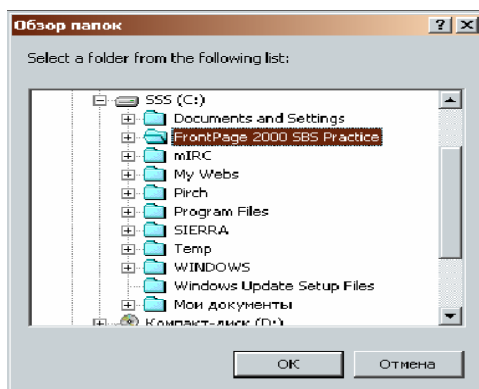 Обзор папок
Select a folder from the following list:
SSS (C:)
Documents and Settings
FrontPage 2000 SBS Practice
mIRC
My Webs
Pirch
Program Files
SIERRA
Temp
WINDOWS
Windows Update Setup Files
Мои документы
Компакт-диск (D:)
OK
Отмена